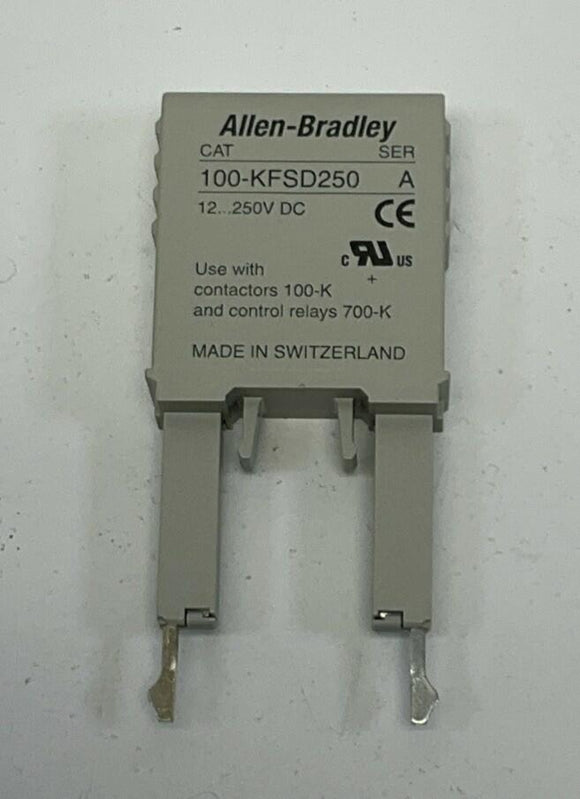 Allen-Bradley
CAT SER
100-KFSD250 A
12...250V DC CE
c RU US
+
Use with
contactors 100-K
and control relays 700-K
MADE IN SWITZERLAND